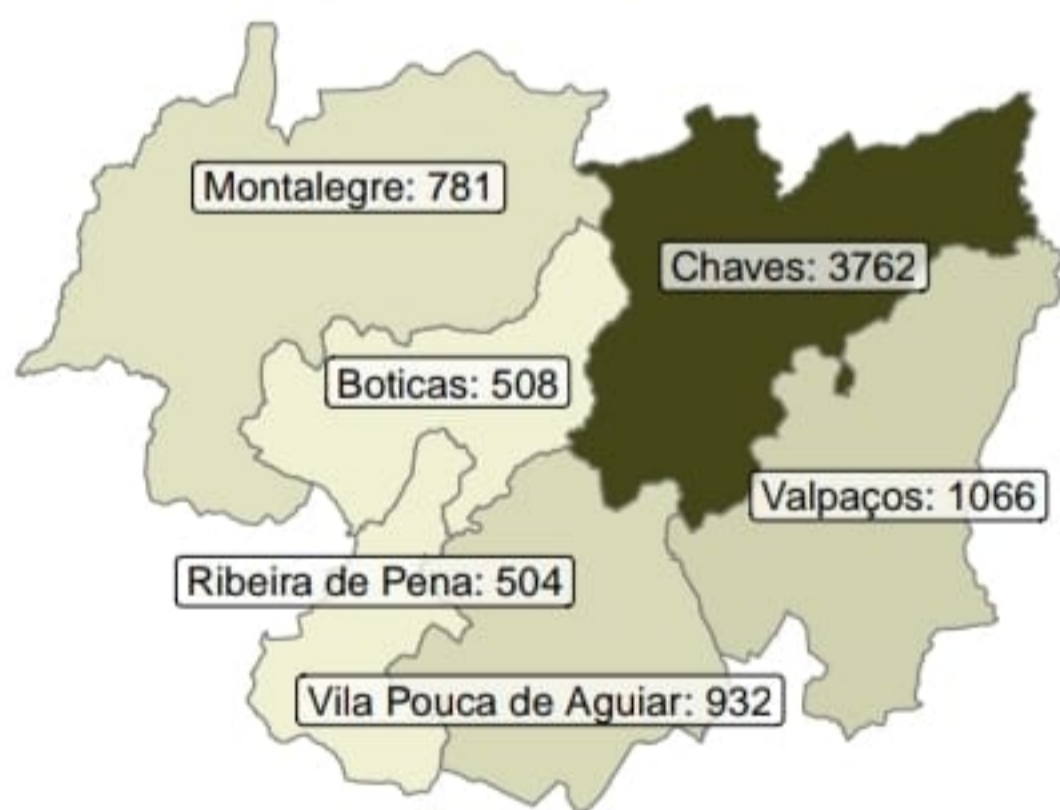 Montalegre: 781
Chaves: 3762
Boticas: 508
Valpaços: 1066
Ribeira de Pena: 504
Vila Pouca de Aguiar: 932